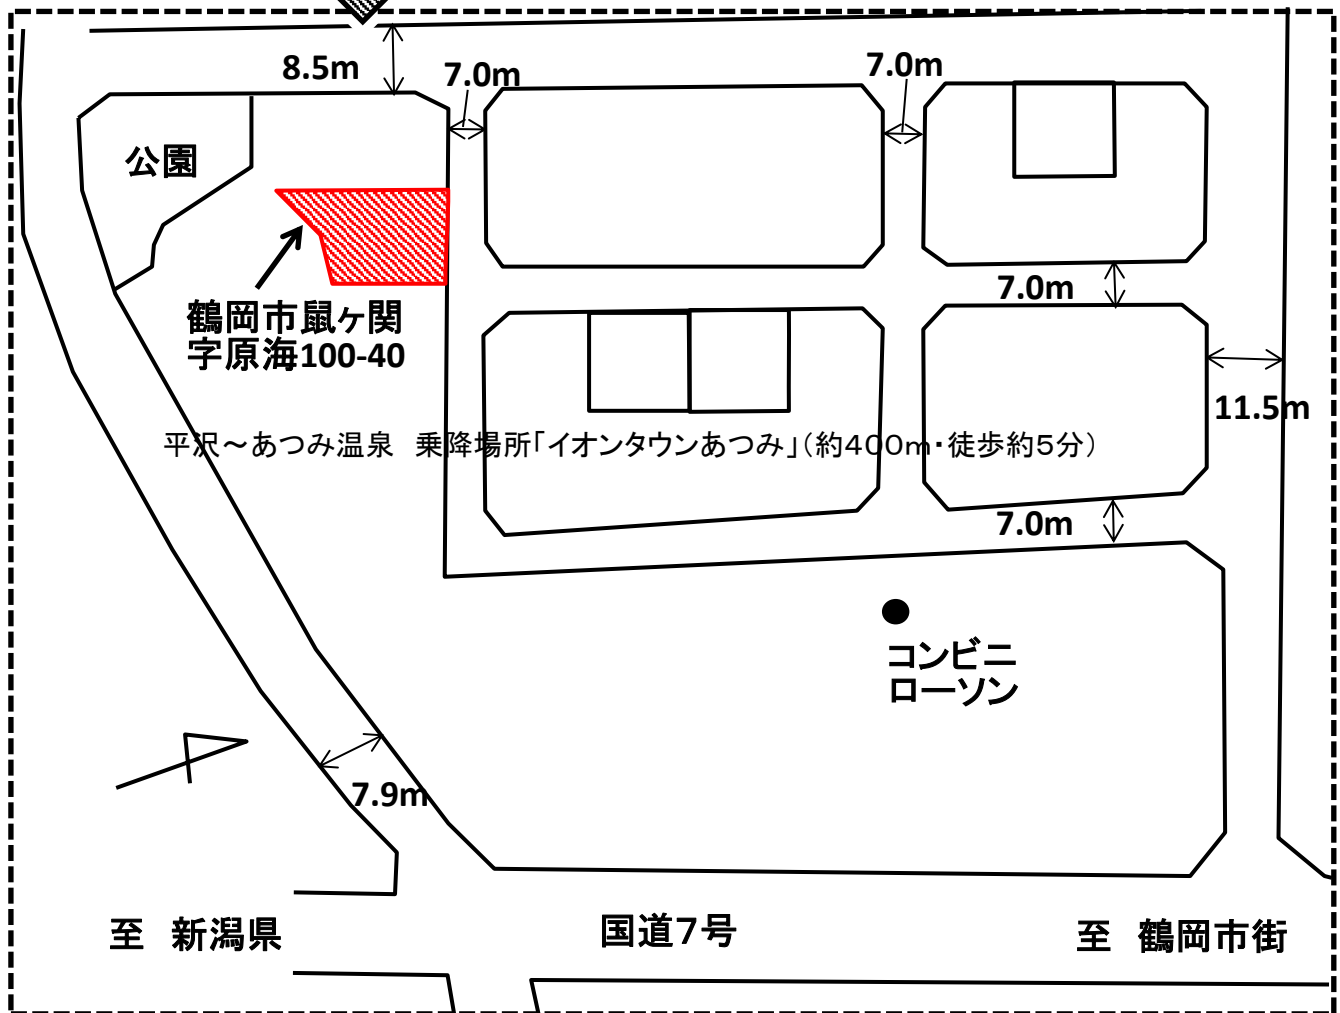 8.5m
7.0m
7.0m
公園
鶴岡市鼠ヶ関
字原海100-40
7.0m
11.5m
平沢～あつみ温泉　乗降場所「イオンタウンあつみ」（約400m・徒歩約5分）
7.0m
コンビニ
ローソン
7.9m
至　新潟県
国道7号
至　鶴岡市街